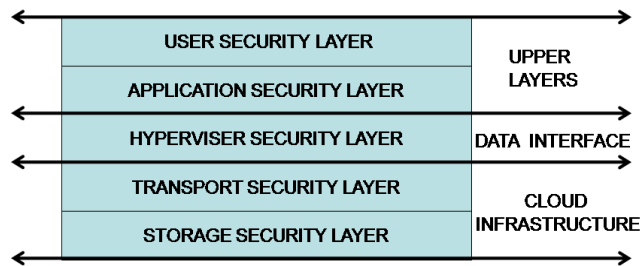 USER SECURITY LAYER
APPLICATION SECURITY LAYER
UPPER
LAYERS
HYPERVISER SECURITY LAYER
DATA INTERFACE
TRANSPORT SECURITY LAYER
STORAGE SECURITY LAYER
CLOUD
INFRASTRUCTURE